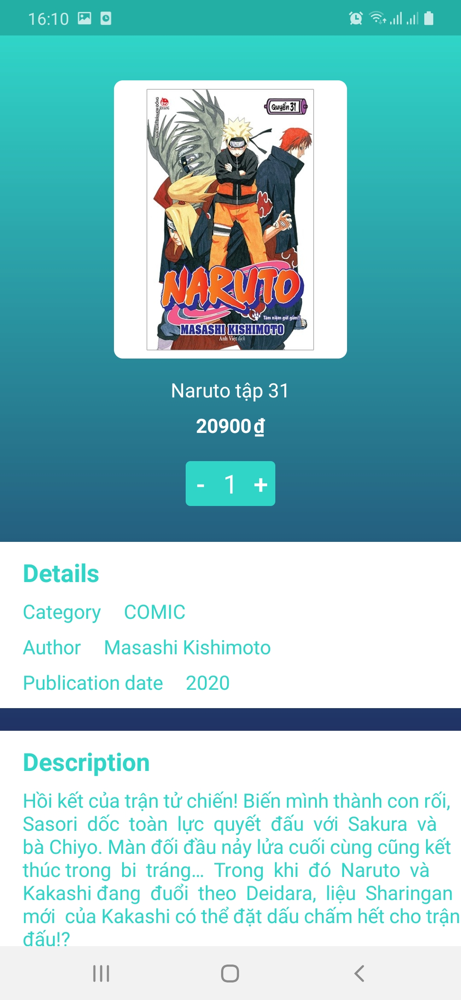 16:10
NHÀ XUẤT BẢN KIM ĐỒNG
KIM ĐỒNG
Quyển 31
NARUTO
Tâm niệm gửi gắm!!
MASASHI KISHIMOTO
Anh Việt dịch
Naruto tập 31
20900₫
- 1 +
Details
Category COMIC
Author Masashi Kishimoto
Publication date 2020
Description
Hồi kết của trận tử chiến! Biến mình thành con rối,
Sasori dốc toàn lực quyết đấu với Sakura và
bà Chiyo. Màn đối đầu nảy lửa cuối cùng cũng kết
thúc trong bi tráng... Trong khi đó Naruto và
Kakashi đang đuổi theo Deidara, liệu Sharingan
mới của Kakashi có thể đặt dấu chấm hết cho trận
đấu!?